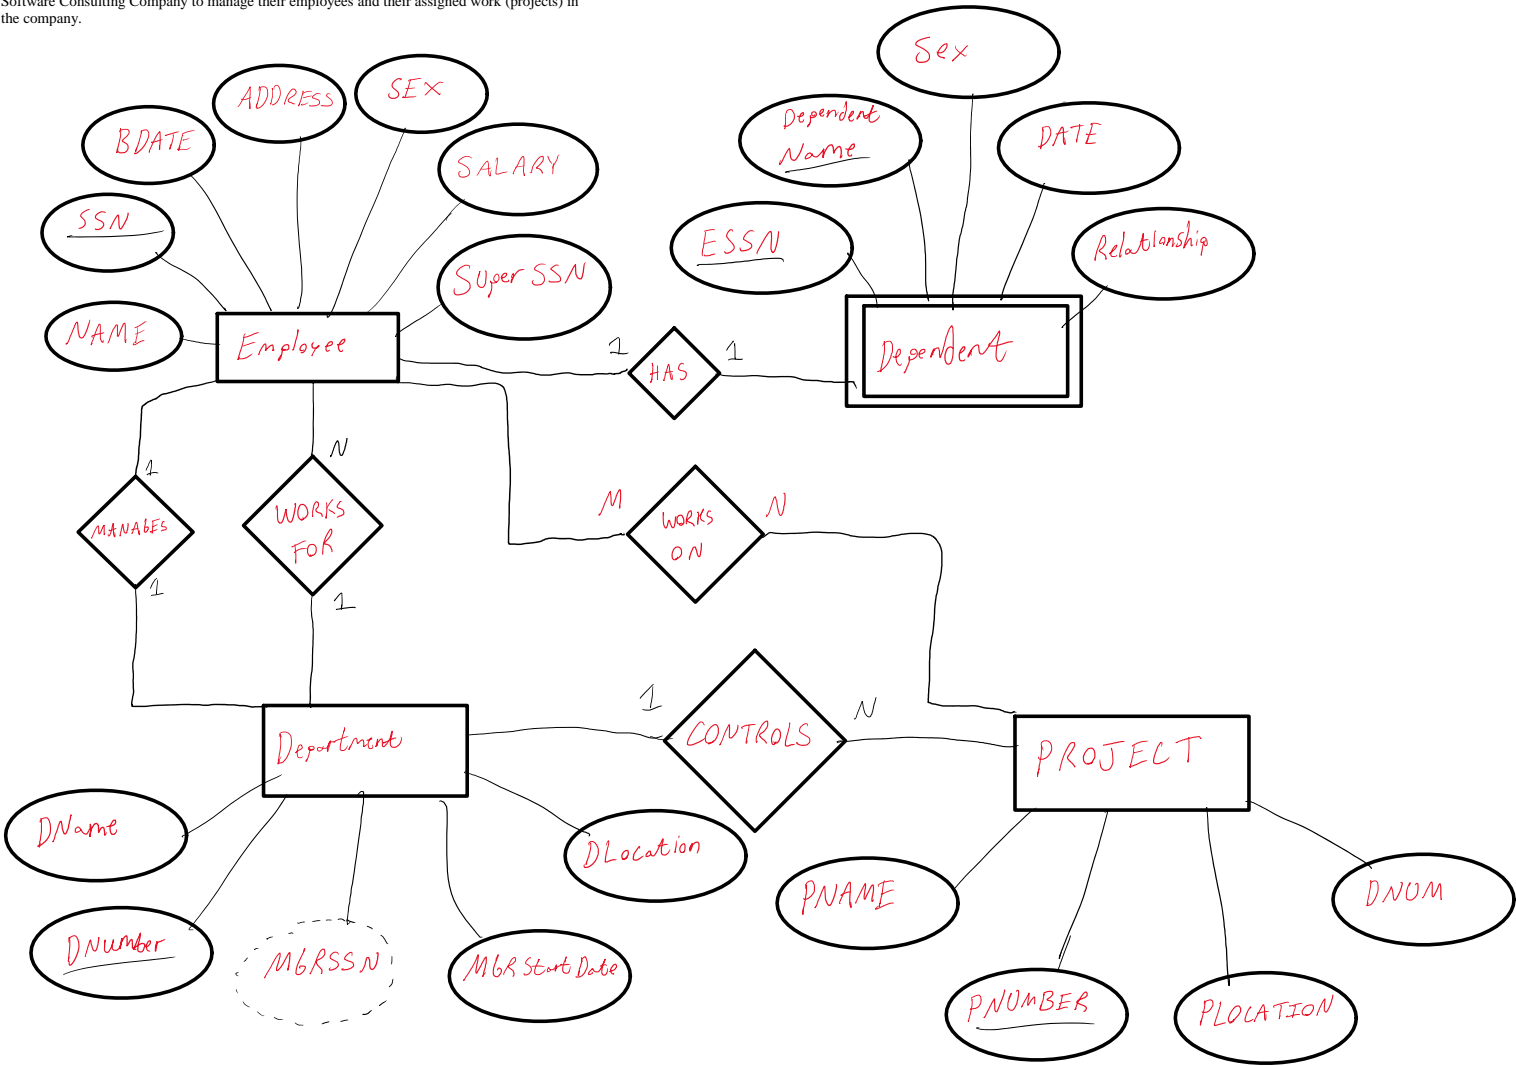 Software Consulting Company to manage their employees and their assigned work (projects) in
the company.
Sex
ADDRESS
SEX
BDATE
Dependent
Name
DATE
SALARY
SSN
ESSN
Relationship
Super SSN
NAME
Employee
1
HAS
1
Dependent
N
1
MANAGES
1
WORKS
FOR
1
M
WORKS
ON
N
Department
1
CONTROLS
N
PROJECT
DName
DLocation
PNAME
DNUM
DNumber
MGRSSN
MGR Start Date
PNUMBER
PLOCATION